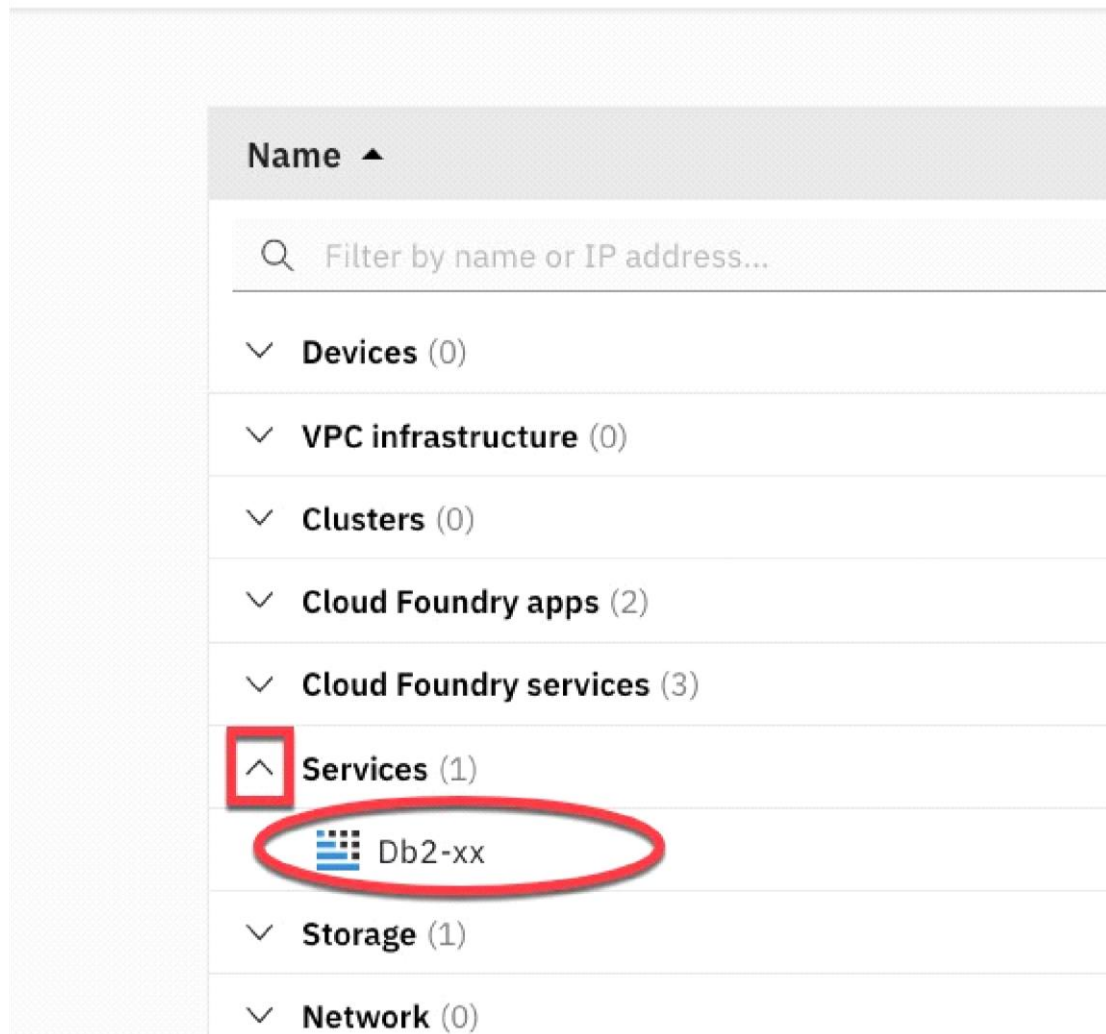 Name
Filter by name or IP address...
Devices (0)
VPC infrastructure (0)
Clusters (0)
Cloud Foundry apps (2)
Cloud Foundry services (3)
Services (1)
Db2-xx
Storage (1)
Network (0)